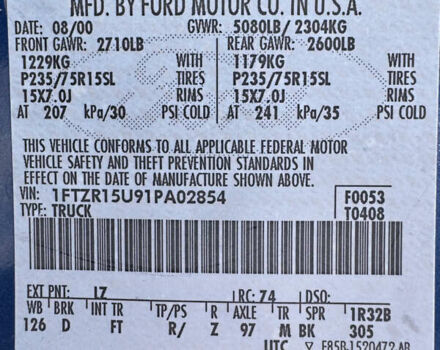 MFD. BY FORD MOTOR CO. IN U.S.A.
DATE: 08/00 GVWR: 5080LB/ 2304KG
FRONT GAWR: 2710LB REAR GAWR: 2600LB
1229KG WITH 1179KG WITH
P235/75R15SL TIRES P235/75R15SL TIRES
15X7.0J RIMS 15X7.0J RIMS
AT 207 kPa/30 PSI COLD AT 241 kPa/35 PSI COLD
THIS VEHICLE CONFORMS TO ALL APPLICABLE FEDERAL MOTOR
VEHICLE SAFETY AND THEFT PREVENTION STANDARDS IN
EFFECT ON THE DATE OF MANUFACTURE SHOWN ABOVE.
VIN: 1FTZR15U91PA02854 F0053
TYPE: TRUCK T0408
EXT PNT: L7 RC: 74 DSO:
WB BRK INT TR TP/PS R AXLE TR SPR 1R32B
126 D FT R/ Z 97 M BK 305
UTC